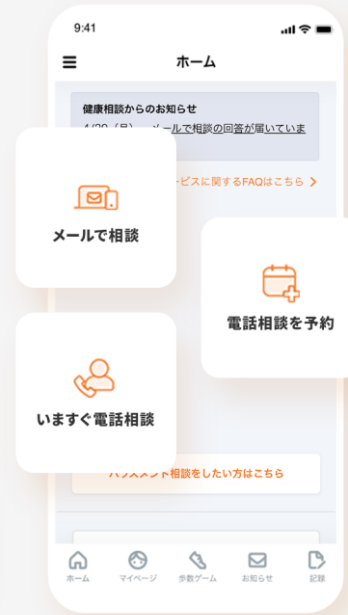 9:41
ホーム
健康相談からのお知らせ
メールで相談の回答が届いていま
ービスに関するFAQはこちら
メールで相談
電話相談を予約
いますぐ電話相談
ハラスメント相談をしたい方はこちら
ホーム
マイページ
歩数ゲーム
お知らせ
記録